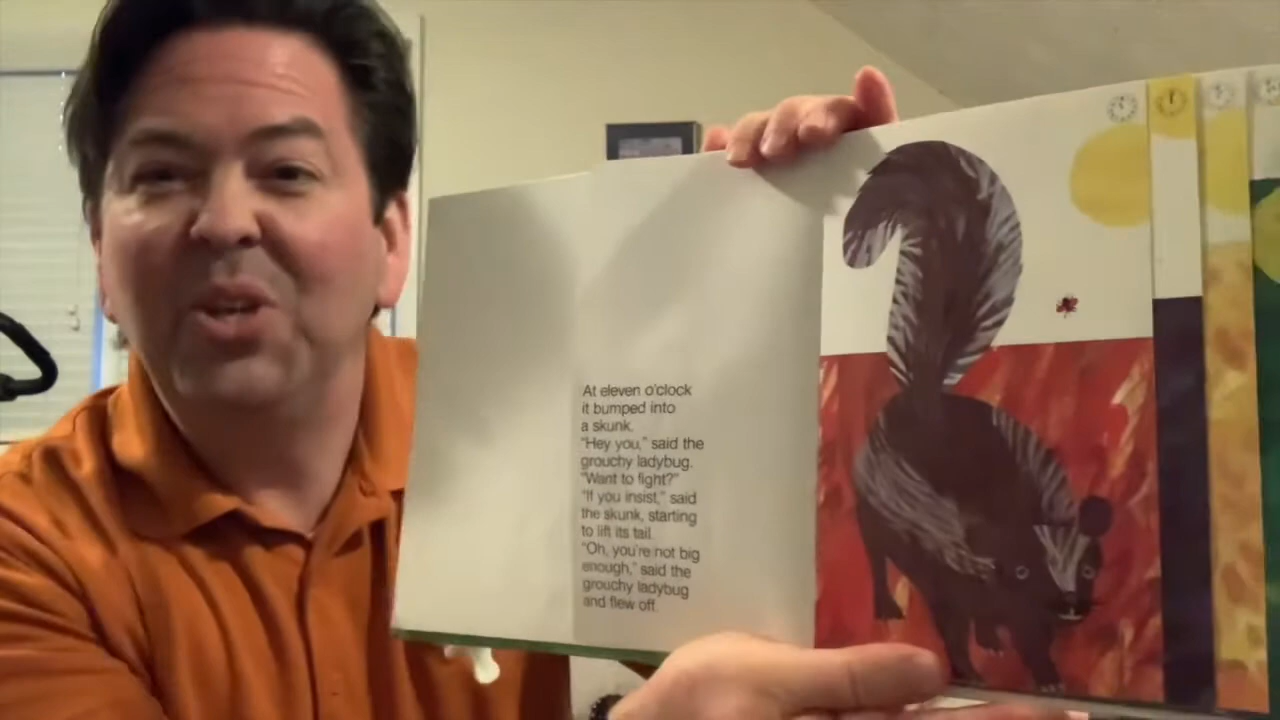 At eleven o'clock
it bumped into
a skunk.
"Hey you," said the
grouchy ladybug.
"Want to fight?"
"If you insist," said
the skunk, starting
to lift its tail.
"Oh, you're not big
enough," said the
grouchy ladybug
and flew off.